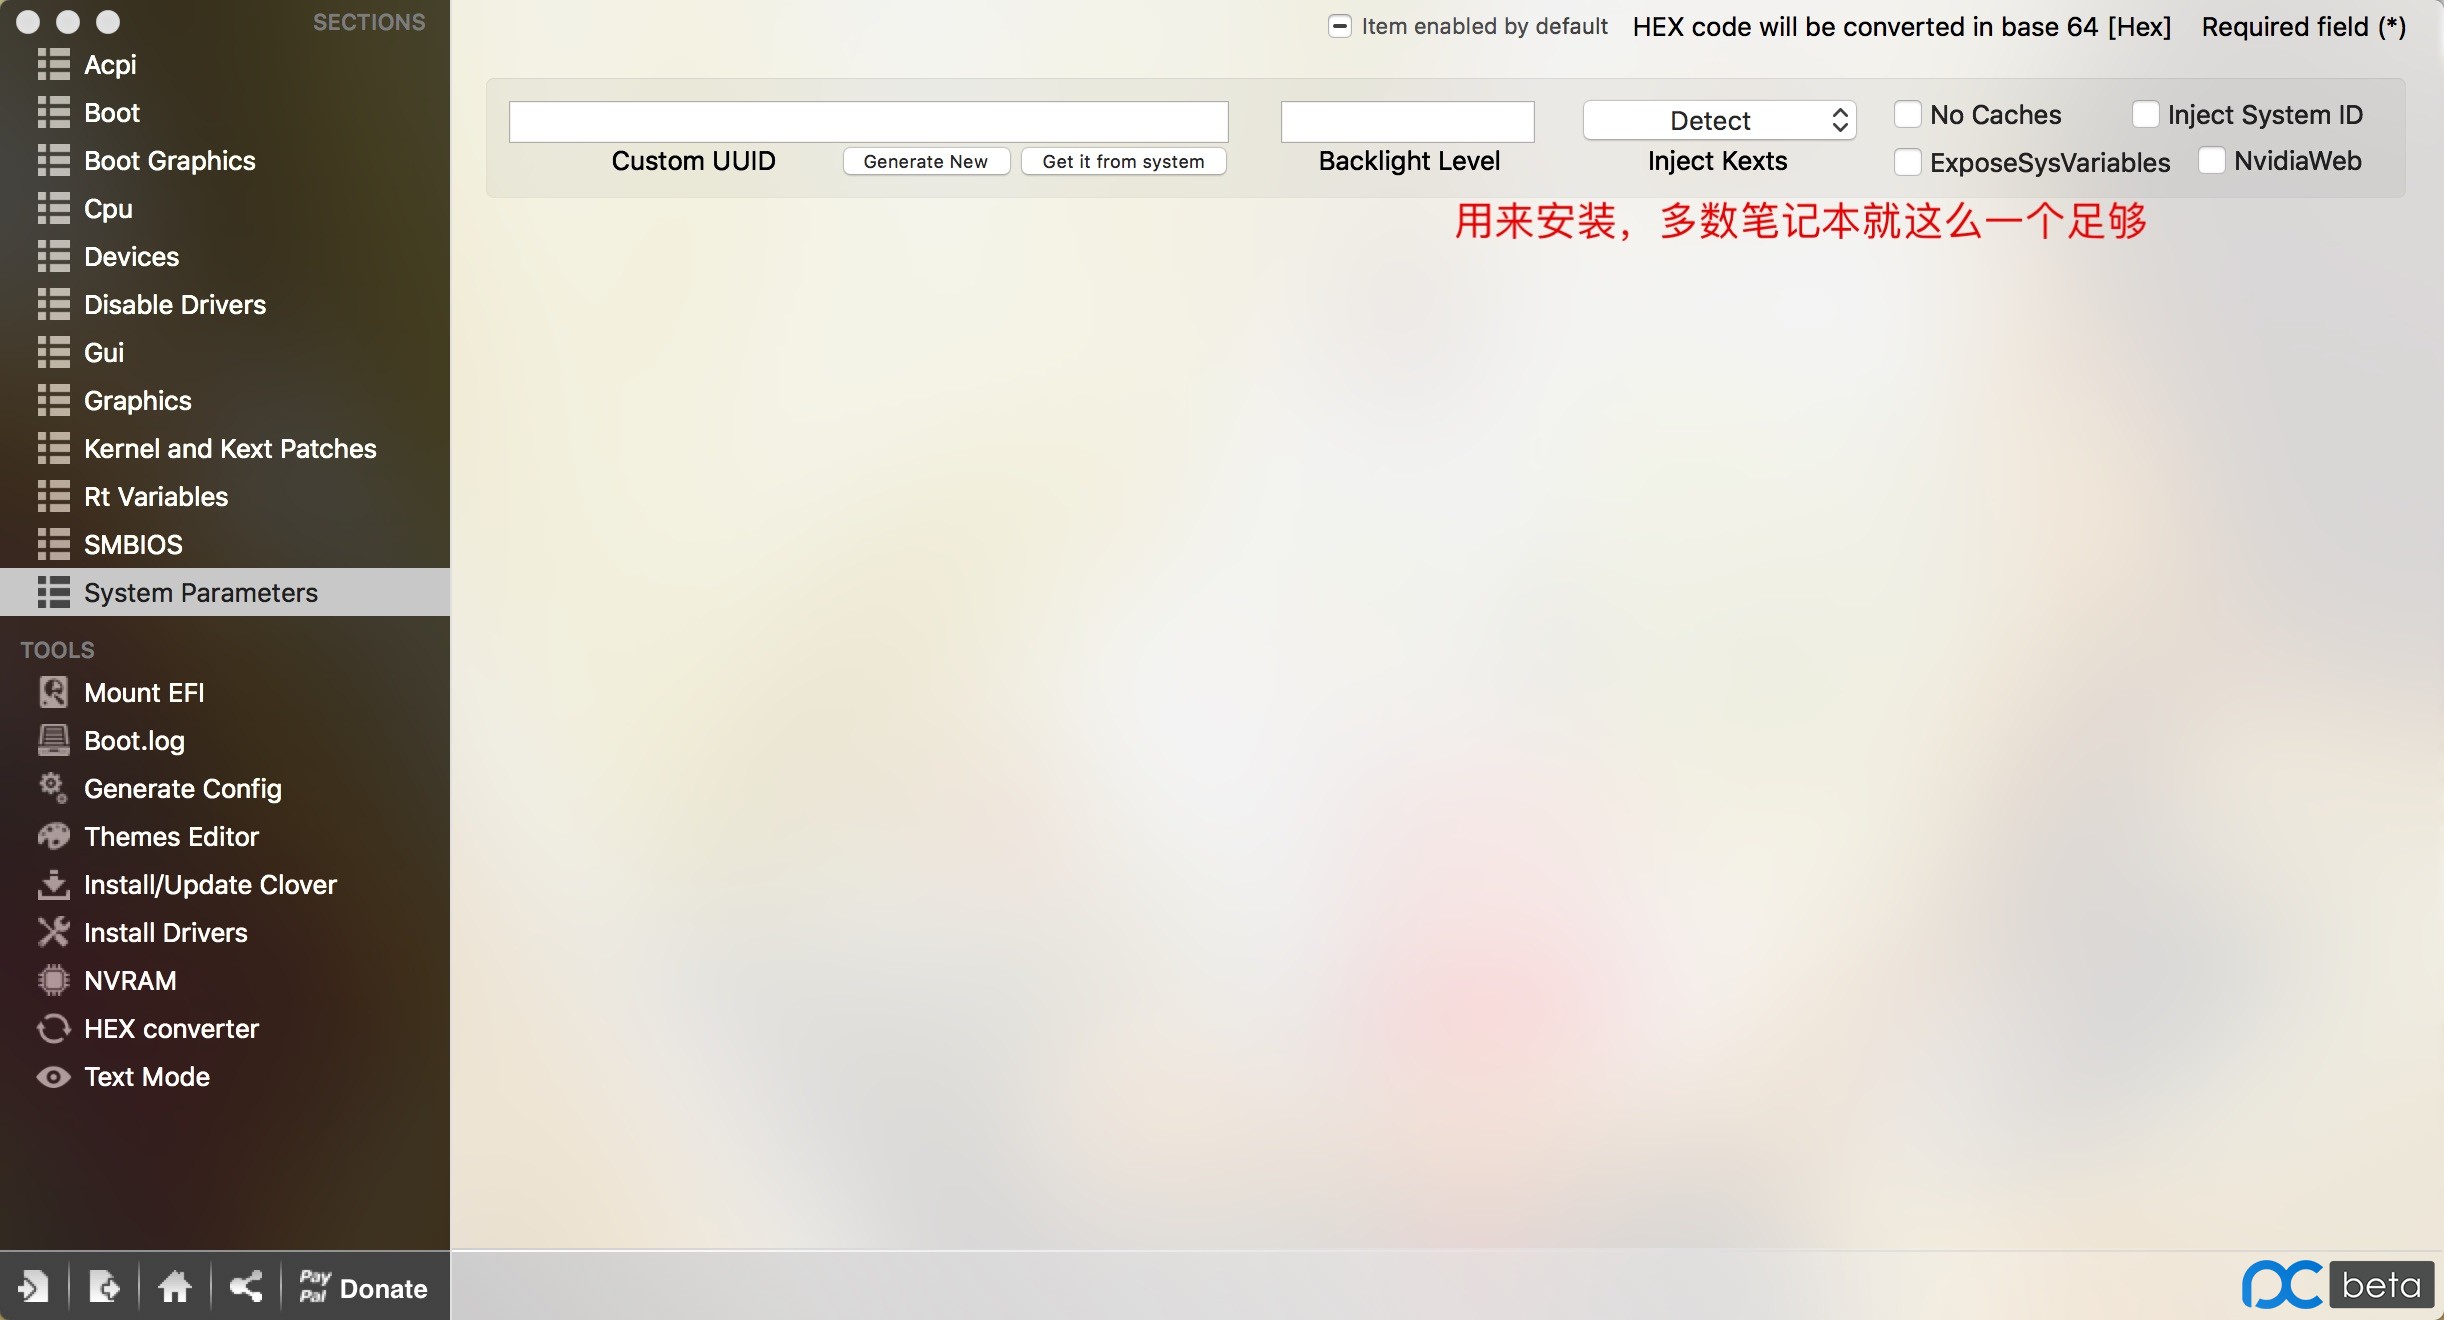 SECTIONS
Acpi
Boot
Boot Graphics
Cpu
Devices
Disable Drivers
Gui
Graphics
Kernel and Kext Patches
Rt Variables
SMBIOS
System Parameters
TOOLS
Mount EFI
Boot.log
Generate Config
Themes Editor
Install/Update Clover
Install Drivers
NVRAM
HEX converter
Text Mode
Pay
Pal
Donate
Item enabled by default HEX code will be converted in base 64 [Hex] Required field (*)
Detect No Caches Inject System ID
Custom UUID Generate New Get it from system Backlight Level Inject Kexts ExposeSysVariables NvidiaWeb
用来安装，多数笔记本就这么一个足够
pc beta